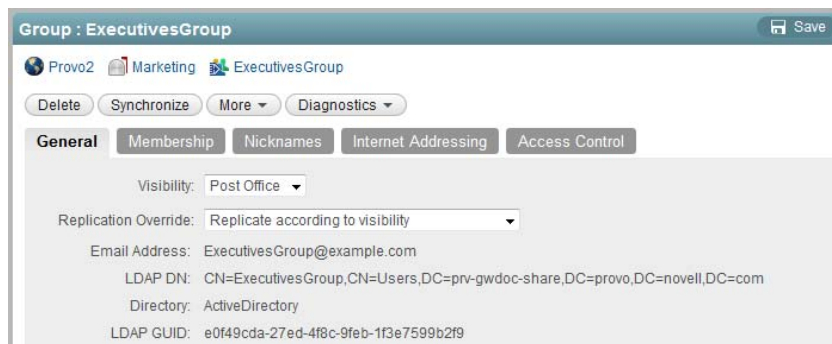 Group : ExecutivesGroup Save
Provo2 Marketing ExecutivesGroup
Delete Synchronize More Diagnostics
General Membership Nicknames Internet Addressing Access Control
Visibility: Post Office
Replication Override: Replicate according to visibility
Email Address: ExecutivesGroup@example.com
LDAP DN: CN=ExecutivesGroup,CN=Users,DC=prv-gwdoc-share,DC=provo,DC=novell,DC=com
Directory: ActiveDirectory
LDAP GUID: e0f49cda-27ed-4f8c-9feb-1f3e7599b2f9